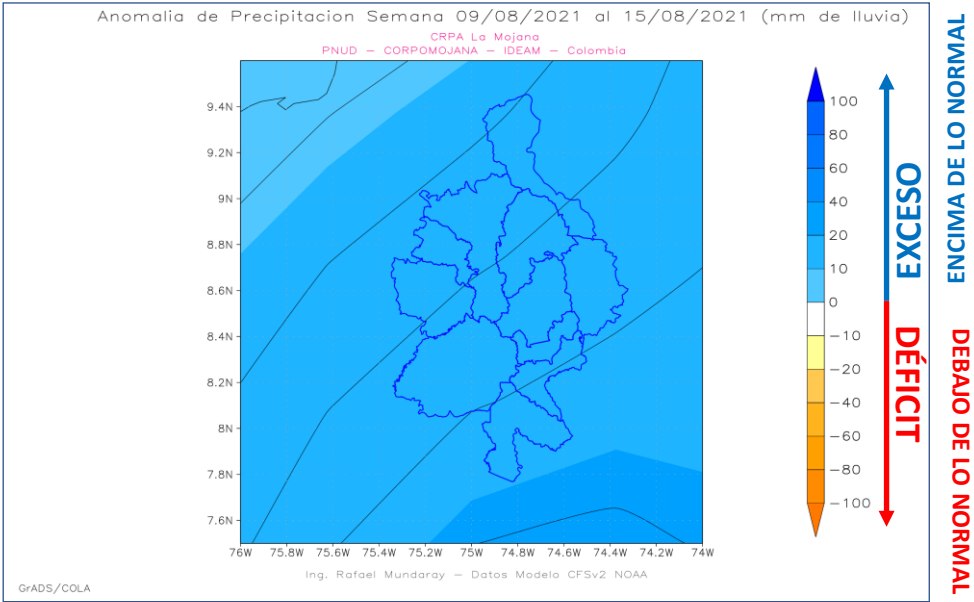 Anomalia de Precipitacion Semana 09/08/2021 al 15/08/2021 (mm de lluvia)
CRPA La Mojana
PNUD – CORPOMOJANA – IDEAM – Colombia
9.4N
9.2N
9N
8.8N
8.6N
8.4N
8.2N
8N
7.8N
7.6N
76W 75.8W 75.6W 75.4W 75.2W 75W 74.8W 74.6W 74.4W 74.2W 74W
Ing. Rafael Mundaray – Datos Modelo CFSv2 NOAA
GrADS/COLA
100
80
60
40
20
10
0
−10
−20
−40
−60
−80
−100
EXCESO
DÉFICIT
ENCIMA DE LO NORMAL
DEBAJO DE LO NORMAL